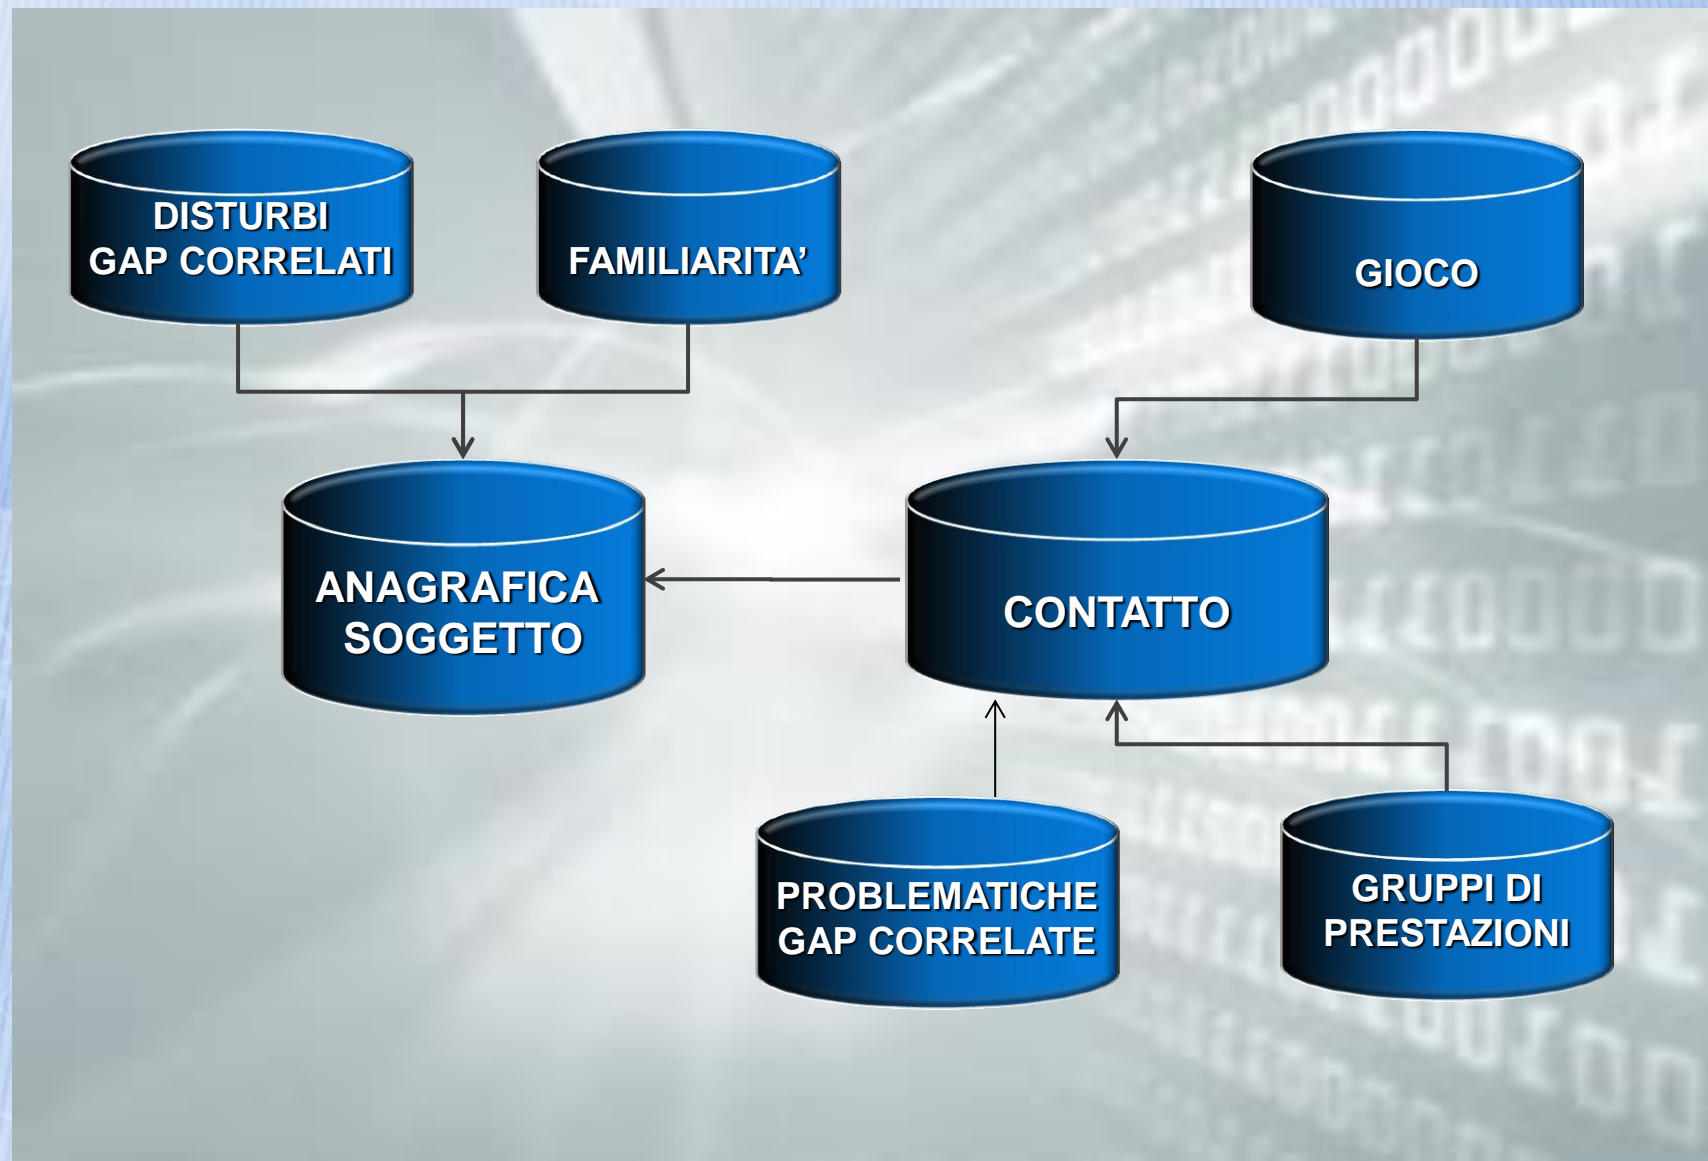 DISTURBI
GAP CORRELATI
FAMILIARITA’
GIOCO
ANAGRAFICA
SOGGETTO
CONTATTO
PROBLEMATICHE
GAP CORRELATE
GRUPPI DI
PRESTAZIONI